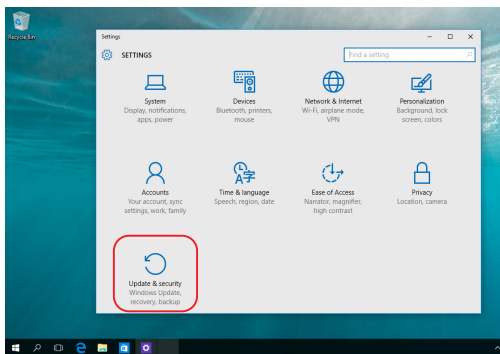 Recycle Bin
Settings
SETTINGS
Find a setting
System
Display, notifications,
apps, power
Devices
Bluetooth, printers,
mouse
Network & Internet
Wi-Fi, airplane mode,
VPN
Personalization
Background, lock
screen, colors
Accounts
Your account, sync
settings, work, family
Time & language
Speech, region, date
Ease of Access
Narrator, magnifier,
high contrast
Privacy
Location, camera
Update & security
Windows Update,
recovery, backup